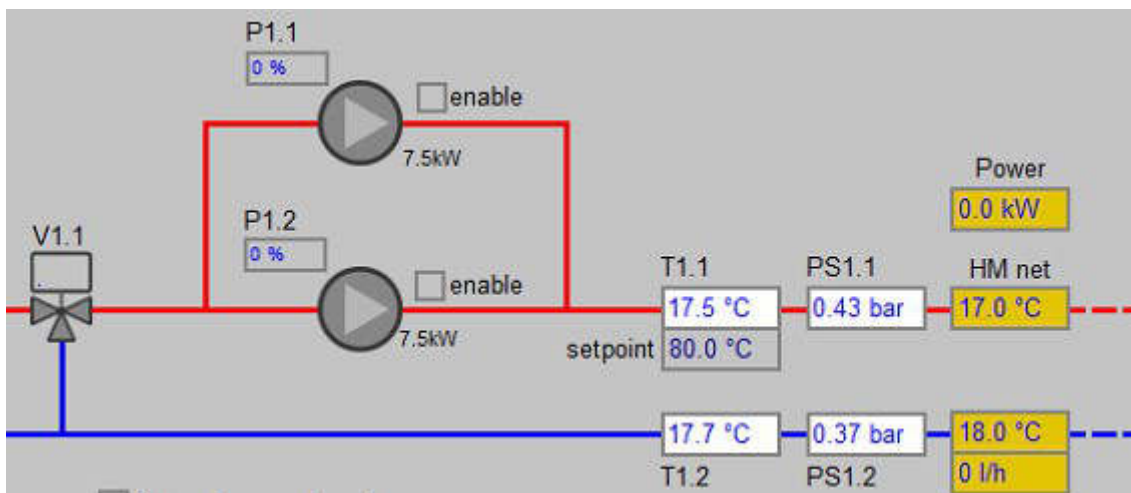 P1.1
0 %
enable
7.5kW
Power
0.0 kW
P1.2
0 %
enable
7.5kW
V1.1
T1.1
PS1.1
HM net
17.5 °C
0.43 bar
17.0 °C
setpoint
80.0 °C
17.7 °C
0.37 bar
18.0 °C
T1.2
PS1.2
0 l/h